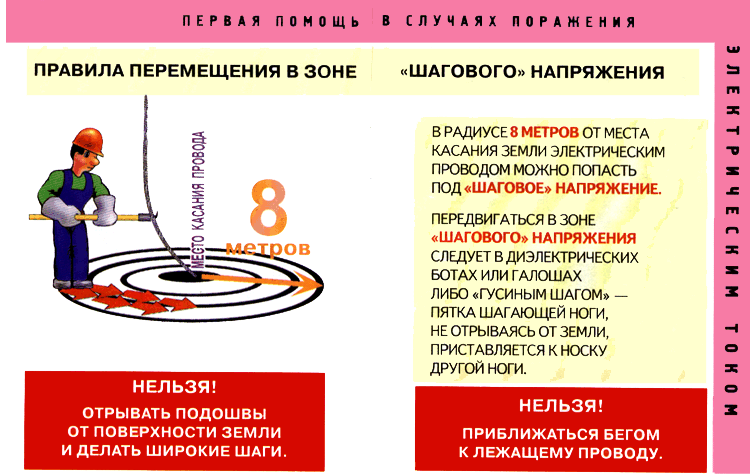 ПЕРВАЯ ПОМОЩЬ В СЛУЧАЯХ ПОРАЖЕНИЯ
ЭЛЕКТРИЧЕСКИМ ТОКОМ
ПРАВИЛА ПЕРЕМЕЩЕНИЯ В ЗОНЕ «ШАГОВОГО» НАПРЯЖЕНИЯ
МЕСТО КАСАНИЯ ПРОВОДА
8
метров
НЕЛЬЗЯ!
ОТРЫВАТЬ ПОДОШВЫ
ОТ ПОВЕРХНОСТИ ЗЕМЛИ
И ДЕЛАТЬ ШИРОКИЕ ШАГИ.
В РАДИУСЕ 8 МЕТРОВ ОТ МЕСТА
КАСАНИЯ ЗЕМЛИ ЭЛЕКТРИЧЕСКИМ
ПРОВОДОМ МОЖНО ПОПАСТЬ
ПОД «ШАГОВОЕ» НАПРЯЖЕНИЕ.
ПЕРЕДВИГАТЬСЯ В ЗОНЕ
«ШАГОВОГО» НАПРЯЖЕНИЯ
СЛЕДУЕТ В ДИЭЛЕКТРИЧЕСКИХ
БОТАХ ИЛИ ГАЛОШАХ
ЛИБО «ГУСИНЫМ ШАГОМ» —
ПЯТКА ШАГАЮЩЕЙ НОГИ,
НЕ ОТРЫВАЯСЬ ОТ ЗЕМЛИ,
ПРИСТАВЛЯЕТСЯ К НОСКУ
ДРУГОЙ НОГИ.
НЕЛЬЗЯ!
ПРИБЛИЖАТЬСЯ БЕГОМ
К ЛЕЖАЩЕМУ ПРОВОДУ.